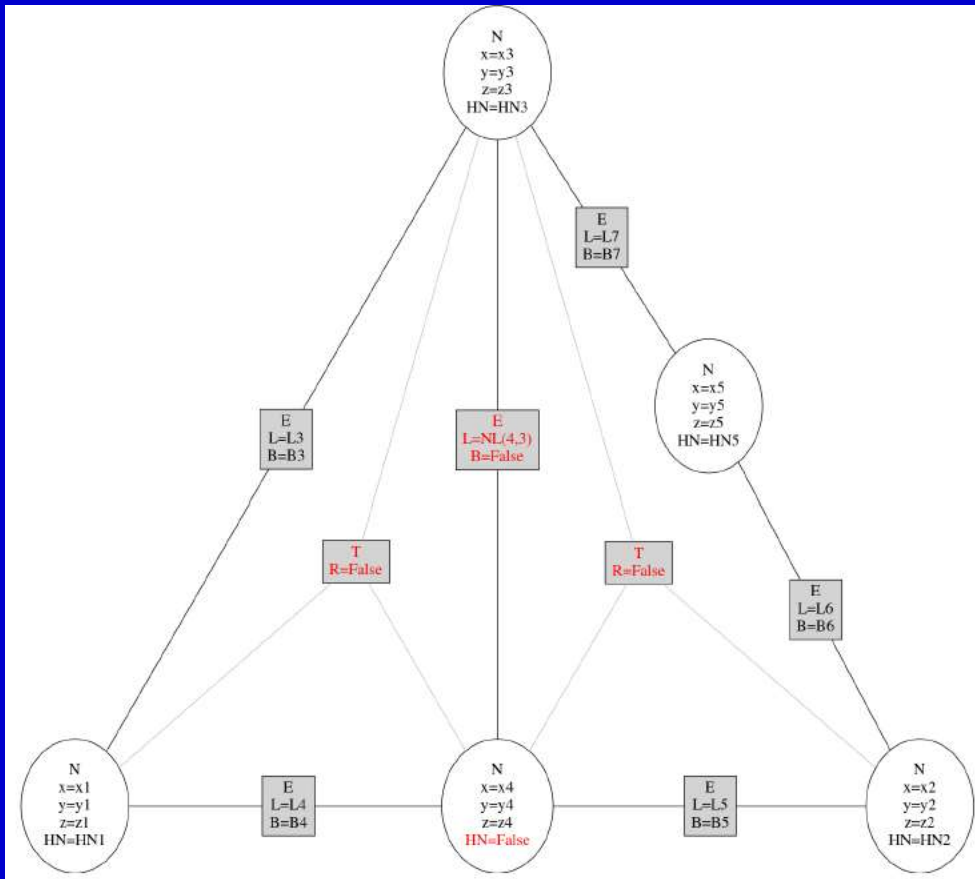 N
x=x3
y=y3
z=z3
HN=HN3
E
L=L7
B=B7
N
x=x5
y=y5
z=z5
HN=HN5
E
L=L3
B=B3
E
L=NL(4,3)
B=False
T
R=False
T
R=False
E
L=L6
B=B6
N
x=x1
y=y1
z=z1
HN=HN1
E
L=L4
B=B4
N
x=x4
y=y4
z=z4
HN=False
E
L=L5
B=B5
N
x=x2
y=y2
z=z2
HN=HN2